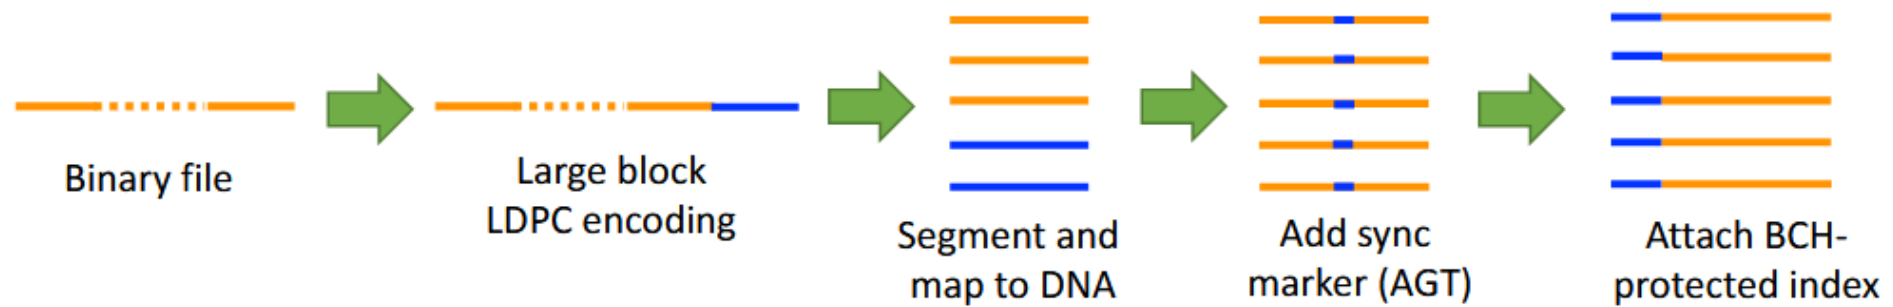 Binary file
Large block
LDPC encoding
Segment and
map to DNA
Add sync
marker (AGT)
Attach BCH-
protected index